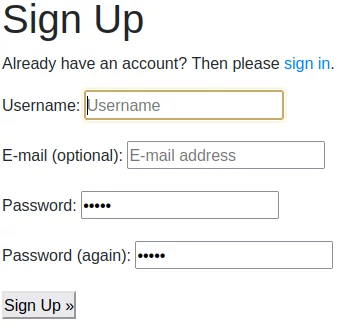 Sign Up
Already have an account? Then please sign in.
Username: Username
E-mail (optional): E-mail address
Password: •••••
Password (again): •••••
Sign Up »